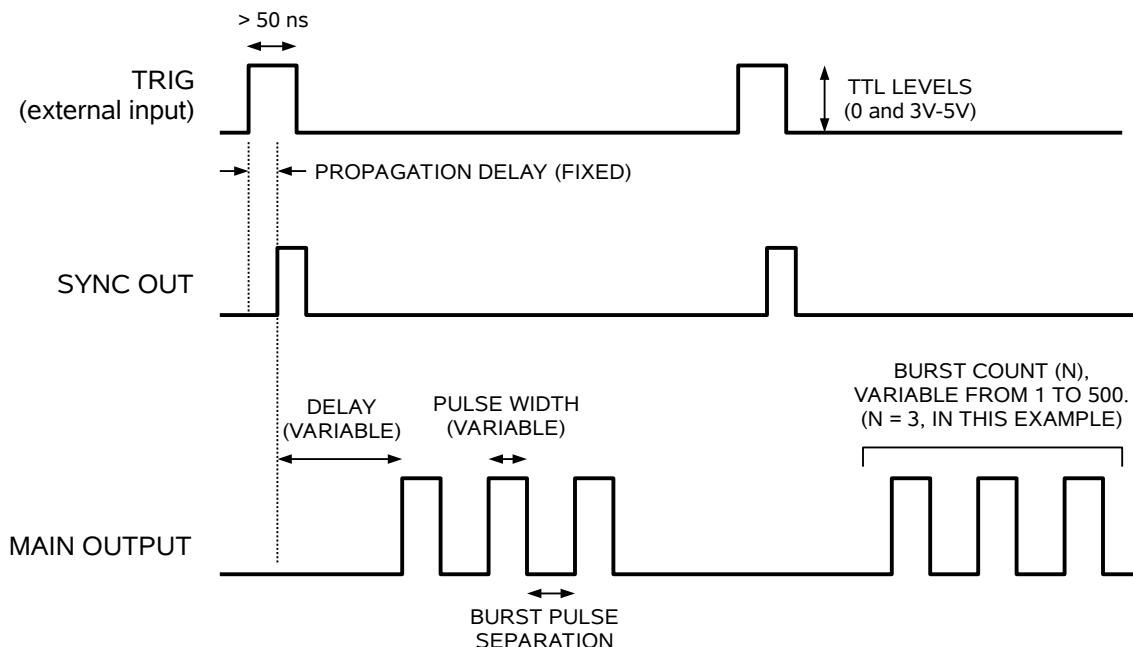 > 50 ns
TRIG
(external input)
TTL LEVELS
(0 and 3V-5V)
PROPAGATION DELAY (FIXED)
SYNC OUT
BURST COUNT (N),
VARIABLE FROM 1 TO 500.
(N = 3, IN THIS EXAMPLE)
DELAY
(VARIABLE)
PULSE WIDTH
(VARIABLE)
MAIN OUTPUT
BURST PULSE
SEPARATION